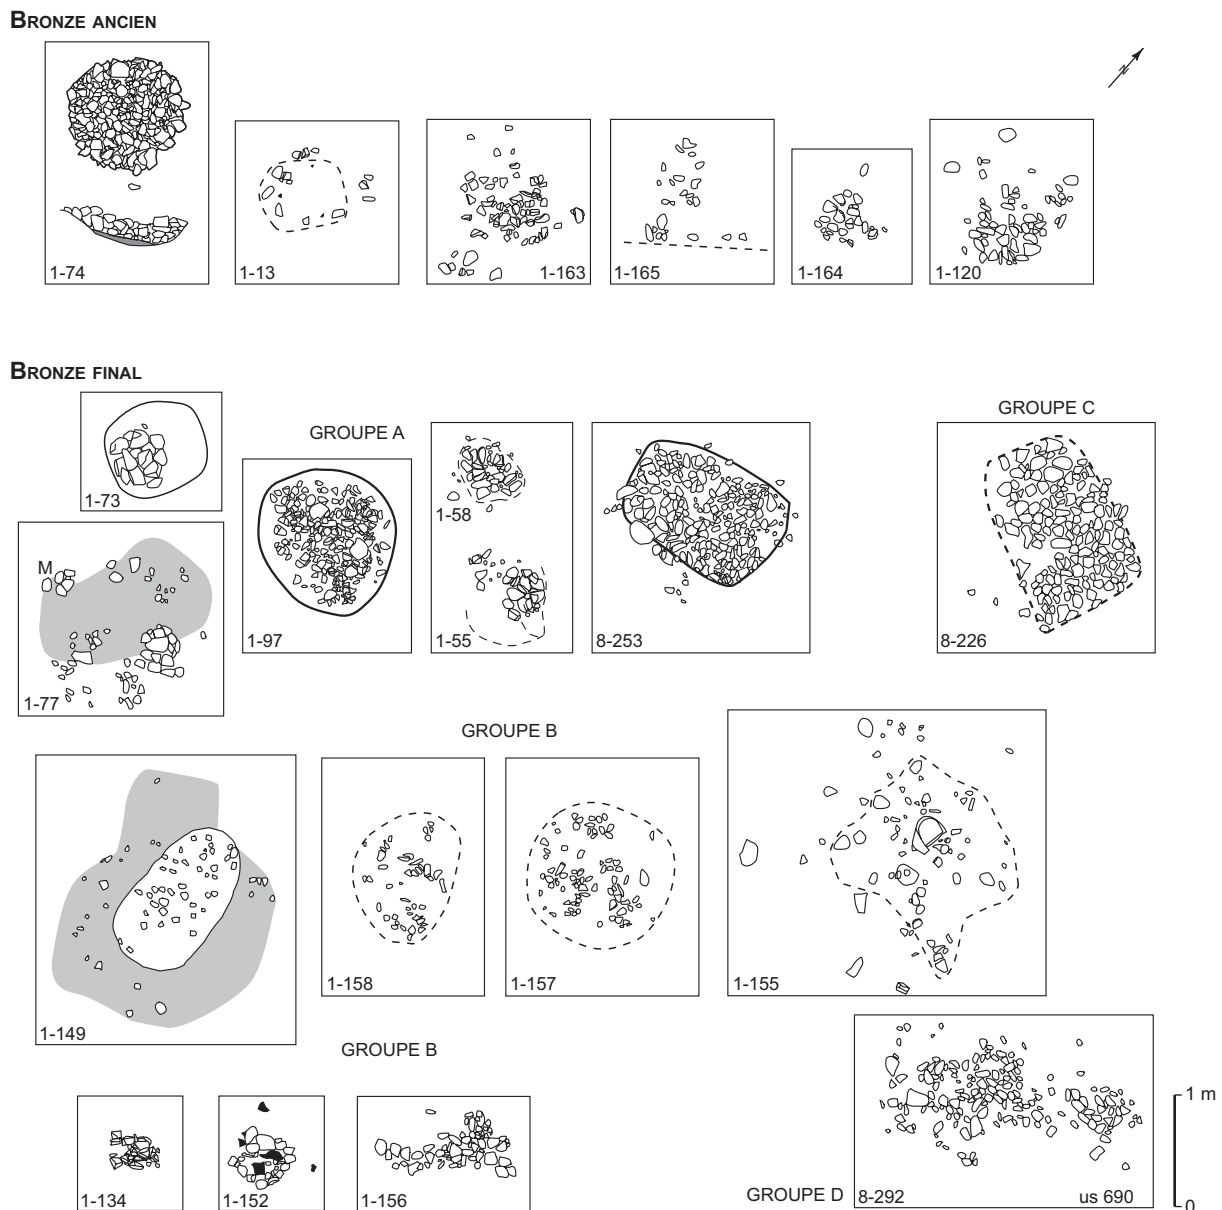 BRONZE ANCIEN
N
1-74
1-13
1-163
1-165
1-164
1-120
BRONZE FINAL
1-73
GROUPE A
GROUPE C
M
1-77
1-97
1-58
1-55
8-253
8-226
GROUPE B
1-149
1-158
1-157
1-155
GROUPE B
1-134
1-152
1-156
GROUPE D
8-292
us 690
1 m
0